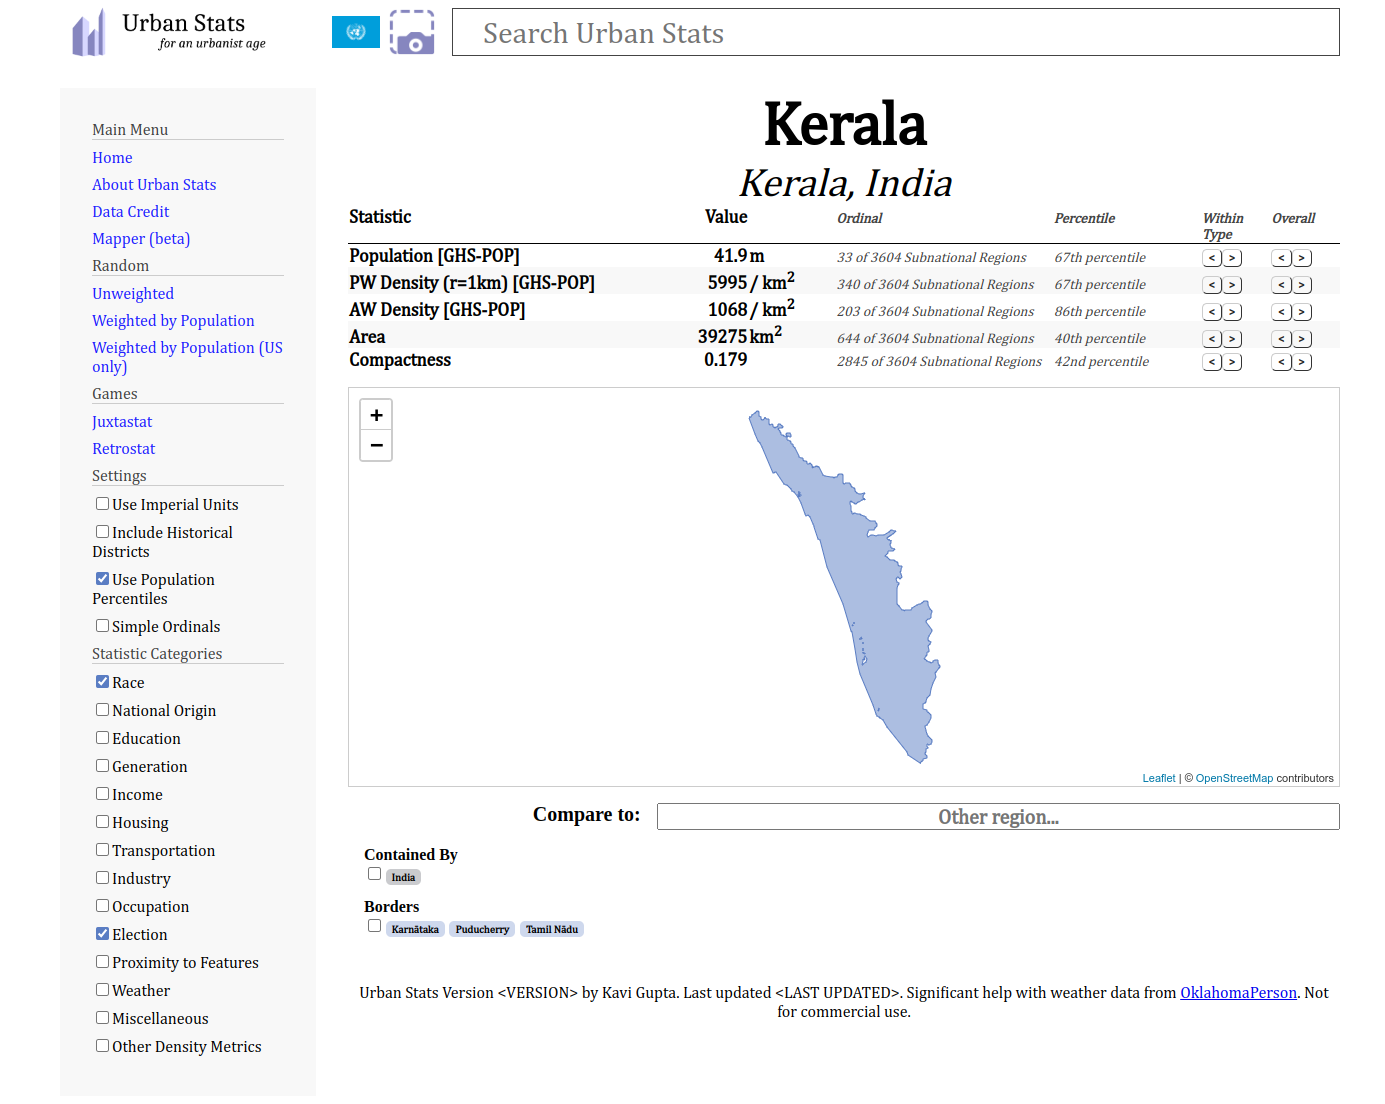 Urban Stats
for an urbanist age
Search Urban Stats
Main Menu
Home
About Urban Stats
Data Credit
Mapper (beta)
Random
Unweighted
Weighted by Population
Weighted by Population (US
only)
Games
Juxtastat
Retrostat
Settings
Use Imperial Units
Include Historical
Districts
Use Population
Percentiles
Simple Ordinals
Statistic Categories
Race
National Origin
Education
Generation
Income
Housing
Transportation
Industry
Occupation
Election
Proximity to Features
Weather
Miscellaneous
Other Density Metrics
Kerala
Kerala, India
Statistic Value Ordinal Percentile Within Type Overall
Population [GHS-POP] 41.9 m 33 of 3604 Subnational Regions 67th percentile < > < >
PW Density (r=1km) [GHS-POP] 5995 / km² 340 of 3604 Subnational Regions 67th percentile < > < >
AW Density [GHS-POP] 1068 / km² 203 of 3604 Subnational Regions 86th percentile < > < >
Area 39275 km² 644 of 3604 Subnational Regions 40th percentile < > < >
Compactness 0.179 2845 of 3604 Subnational Regions 42nd percentile < > < >
+
−
Leaflet | © OpenStreetMap contributors
Compare to: Other region...
Contained By
India
Borders
Karnātaka Puducherry Tamil Nādu
Urban Stats Version <VERSION> by Kavi Gupta. Last updated <LAST UPDATED>. Significant help with weather data from OklahomaPerson. Not
for commercial use.